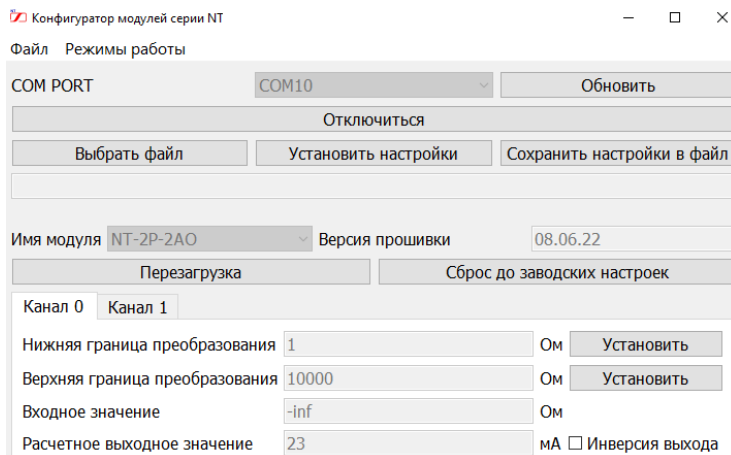 Конфигуратор модулей серии NT
Файл Режимы работы
COM PORT COM10 Обновить
Отключиться
Выбрать файл Установить настройки Сохранить настройки в файл
Имя модуля NT-2P-2AO Версия прошивки 08.06.22
Перезагрузка Сброс до заводских настроек
Канал 0 Канал 1
Нижняя граница преобразования 1 Ом Установить
Верхняя граница преобразования 10000 Ом Установить
Входное значение -inf Ом
Расчетное выходное значение 23 мА Инверсия выхода